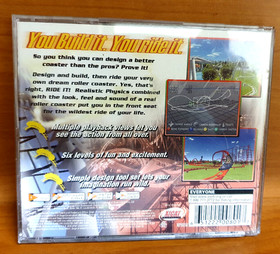 You Build It. You Ride It.
So you think you can design a better
coaster than the pros? Prove it!
Design and build, then ride your very
own dream roller coaster. Yes, that's
right, RIDE IT! Realistic Physics combined
with the look, feel and sound of a real
roller coaster put you in the front seat
for the wildest ride of your life.
Multiple playback views let you
see the action from all over.
Six levels of fun and excitement.
Simple design tool set lets your
imagination run wild.
EVERYONE